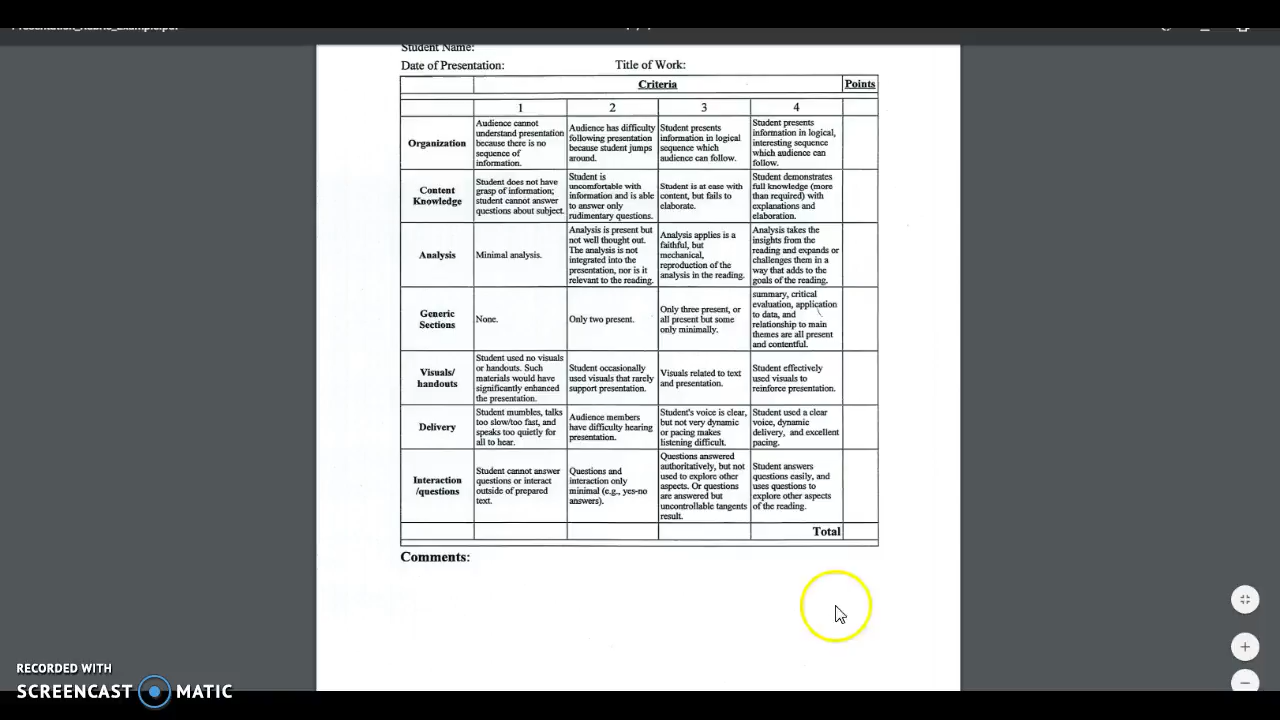 Student Name:
Date of Presentation: Title of Work:
Criteria Points
1 2 3 4
Organization
Audience cannot
understand presentation
because there is no
sequence of
information.
Audience has difficulty
following presentation
because student jumps
around.
Student presents
information in logical
sequence which
audience can follow.
Student presents
information in logical,
interesting sequence
which audience can
follow.
Content
Knowledge
Student does not have
grasp of information;
student cannot answer
questions about subject.
Student is
uncomfortable with
information and is able
to answer only
rudimentary questions.
Student is at ease with
content, but fails to
elaborate.
Student demonstrates
full knowledge (more
than required) with
explanations and
elaboration.
Analysis
Minimal analysis.
Analysis is present but
not well thought out.
The analysis is not
integrated into the
presentation, nor is it
relevant to the reading.
Analysis applies is a
faithful, but
mechanical,
reproduction of the
analysis in the reading.
Analysis takes the
insights from the
reading and expands or
challenges them in a
way that adds to the
goals of the reading.
Generic
Sections
None.
Only two present.
Only three present, or
all present but some
only minimally.
summary, critical
evaluation, application
to data, and
relationship to main
themes are all present
and contentful.
Visuals/
handouts
Student used no visuals
or handouts. Such
materials would have
significantly enhanced
the presentation.
Student occasionally
used visuals that rarely
support presentation.
Visuals related to text
and presentation.
Student effectively
used visuals to
reinforce presentation.
Delivery
Student mumbles, talks
too slow/too fast, and
speaks too quietly for
all to hear.
Audience members
have difficulty hearing
presentation.
Student's voice is clear,
but not very dynamic
or pacing makes
listening difficult.
Student used a clear
voice, dynamic
delivery, and excellent
pacing.
Interaction
/questions
Student cannot answer
questions or interact
outside of prepared
text.
Questions and
interaction only
minimal (e.g., yes-no
answers).
Questions answered
authoritatively, but not
used to explore other
aspects. Or questions
are answered but
uncontrollable tangents
result.
Student answers
questions easily, and
uses questions to
explore other aspects
of the reading.
Total
Comments:
RECORDED WITH
SCREENCAST MATIC